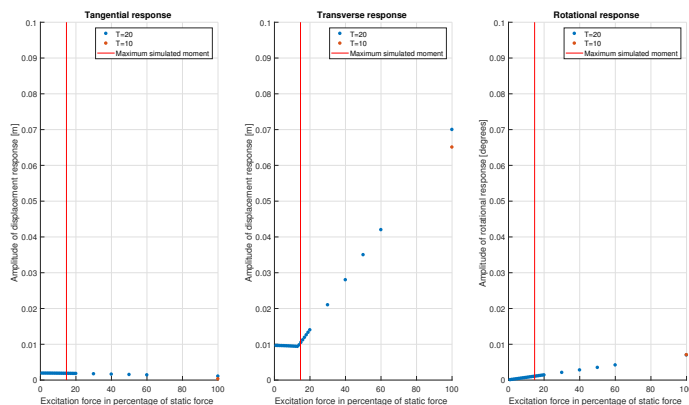 Tangential response
0.1
0.09
0.08
0.07
0.06
0.05
0.04
0.03
0.02
0.01
0
0 20 40 60 80 100
Amplitude of displacement response [m]
Excitation force in percentage of static force
T=20
T=10
Maximum simulated moment
Transverse response
0.1
0.09
0.08
0.07
0.06
0.05
0.04
0.03
0.02
0.01
0
0 20 40 60 80 100
Amplitude of displacement response [m]
Excitation force in percentage of static force
T=20
T=10
Maximum simulated moment
Rotational response
0.1
0.09
0.08
0.07
0.06
0.05
0.04
0.03
0.02
0.01
0
0 20 40 60 80 100
Amplitude of rotational response [degrees]
Excitation force in percentage of static force
T=20
T=10
Maximum simulated moment